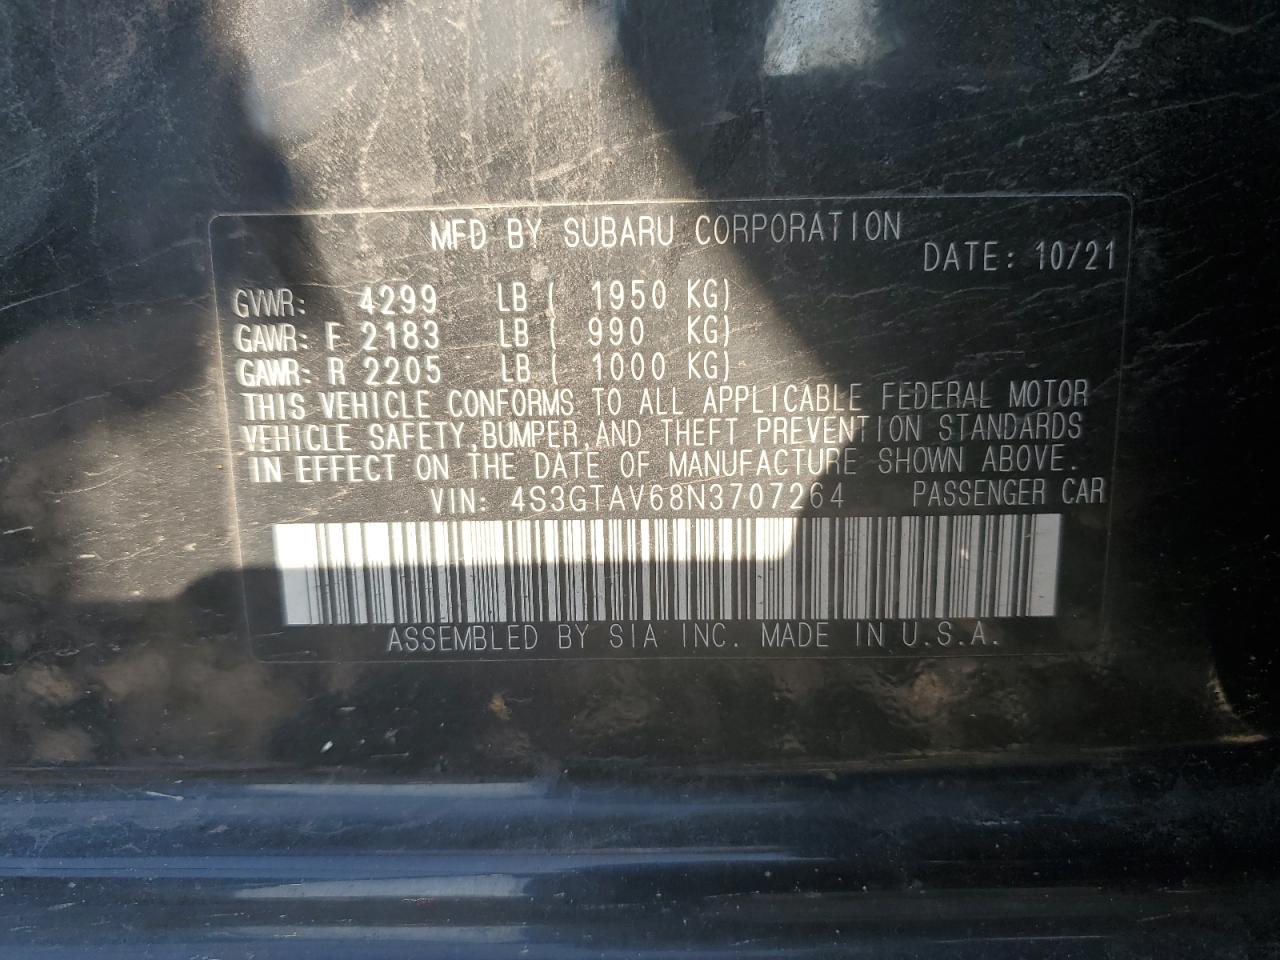 MFD BY SUBARU CORPORATION
DATE: 10/21
GVWR: 4299 LB ( 1950 KG)
GAWR: F 2183 LB ( 990 KG)
GAWR: R 2205 LB ( 1000 KG)
THIS VEHICLE CONFORMS TO ALL APPLICABLE FEDERAL MOTOR
VEHICLE SAFETY, BUMPER, AND THEFT PREVENTION STANDARDS
IN EFFECT ON THE DATE OF MANUFACTURE SHOWN ABOVE.
VIN: 4S3GTAV68N3707264 PASSENGER CAR
ASSEMBLED BY SIA INC. MADE IN U.S.A.